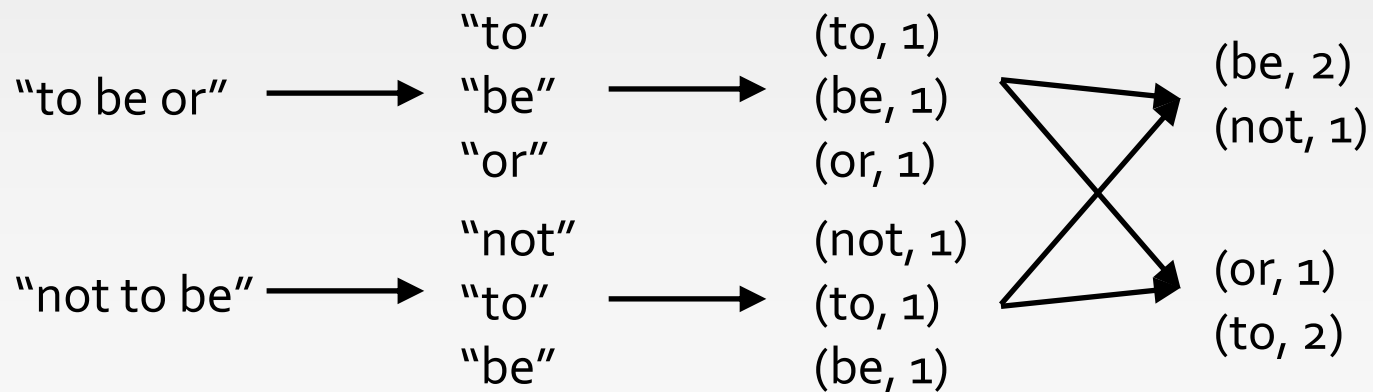 “to be or”
“to”
“be”
“or”
(to, 1)
(be, 1)
(or, 1)
(be, 2)
(not, 1)
“not to be”
“not”
“to”
“be”
(not, 1)
(to, 1)
(be, 1)
(or, 1)
(to, 2)